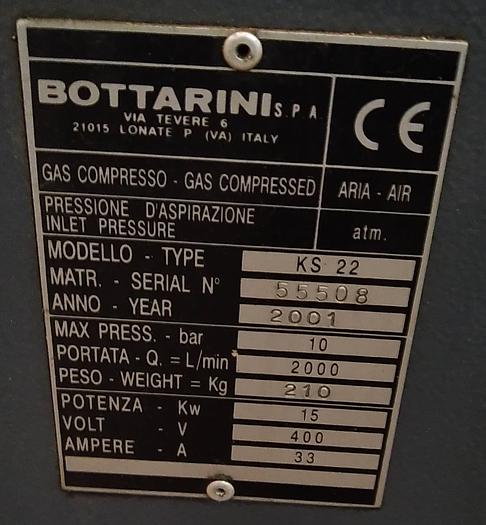 BOTTARINI S.P.A
VIA TEVERE 6
21015 LONATE P (VA) ITALY
CE
GAS COMPRESSO - GAS COMPRESSED ARIA - AIR
PRESSIONE D'ASPIRAZIONE
INLET PRESSURE atm.
MODELLO - TYPE KS 22
MATR. - SERIAL N° 55508
ANNO - YEAR 2001
MAX PRESS. - bar 10
PORTATA - Q. = L/min 2000
PESO - WEIGHT = Kg 210
POTENZA - Kw 15
VOLT - V 400
AMPERE - A 33